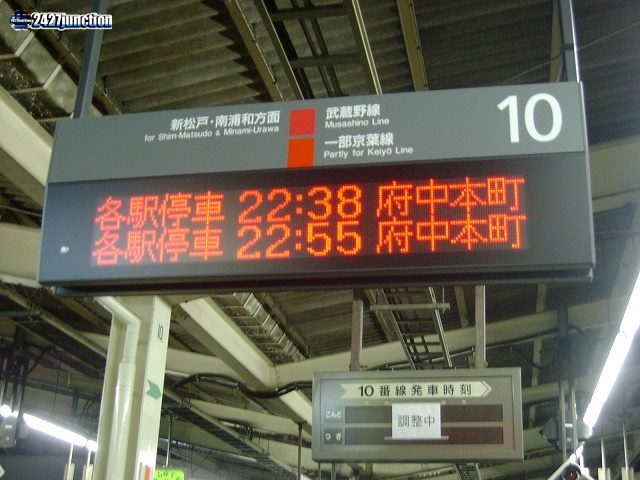 2427junction
新松戸・南浦和方面
for Shim-Matsudo & Minami-Urawa
武蔵野線
Musashino Line
一部京葉線
Partly for Keiyō Line
10
各駅停車 22:38 府中本町
各駅停車 22:55 府中本町
10
10番線発車時刻
こんど
つぎ
調整中